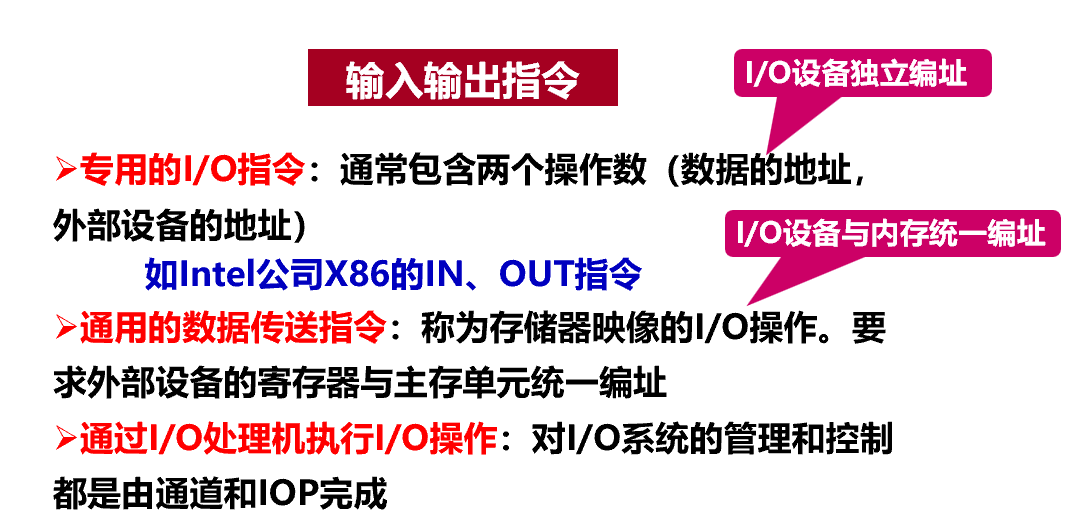 输入输出指令
I/O设备独立编址
➢专用的I/O指令：通常包含两个操作数（数据的地址，
外部设备的地址）
I/O设备与内存统一编址
如Intel公司X86的IN、OUT指令
➢通用的数据传送指令：称为存储器映像的I/O操作。要
求外部设备的寄存器与主存单元统一编址
➢通过I/O处理机执行I/O操作：对I/O系统的管理和控制
都是由通道和IOP完成